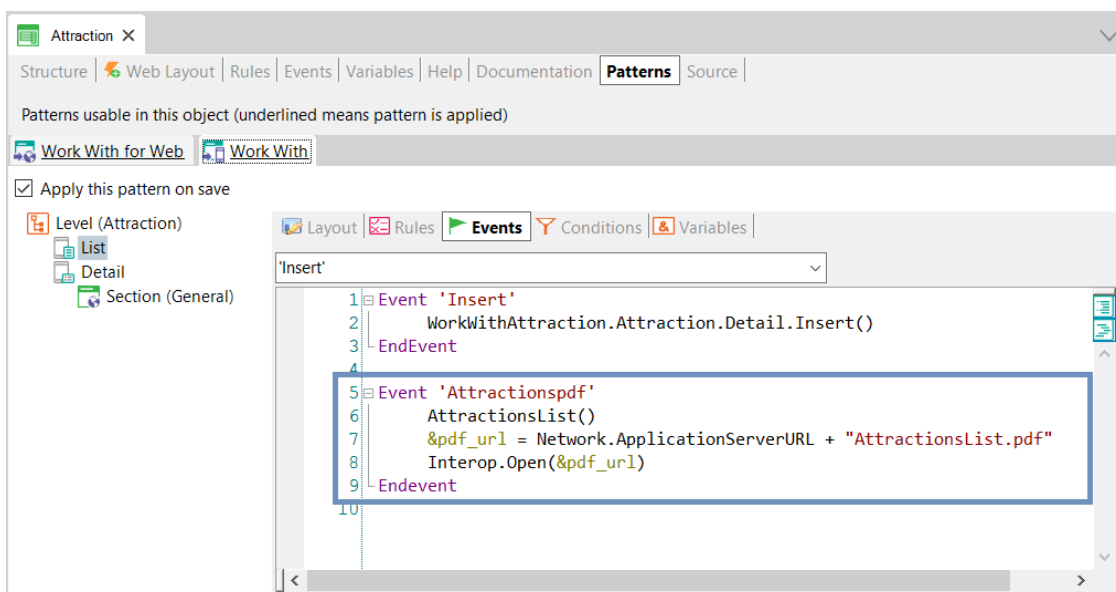 Attraction
Structure Web Layout Rules Events Variables Help Documentation Patterns Source
Patterns usable in this object (underlined means pattern is applied)
Work With for Web Work With
Apply this pattern on save
Level (Attraction)
List
Detail
Section (General)
Layout Rules Events Conditions & Variables
'Insert'
1 Event 'Insert'
2 WorkWithAttraction.Attraction.Detail.Insert()
3 EndEvent
4
5 Event 'Attractionspdf'
6 AttractionsList()
7 &pdf_url = Network.ApplicationServerURL + "AttractionsList.pdf"
8 Interop.Open(&pdf_url)
9 Endevent
10